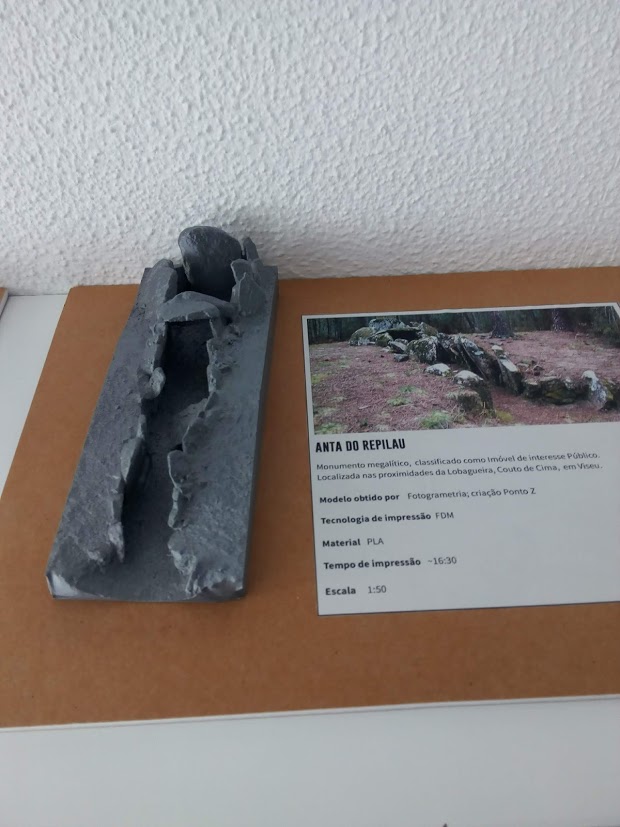 ANTA DO REPILAU
Monumento megalítico, classificado como Imóvel de interesse Público.
Localizada nas proximidades da Lobagueira, Couto de Cima, em Viseu.
Modelo obtido por Fotogrametria; criação Ponto Z
Tecnologia de impressão FDM
Material PLA
Tempo de impressão ~16:30
Escala 1:50